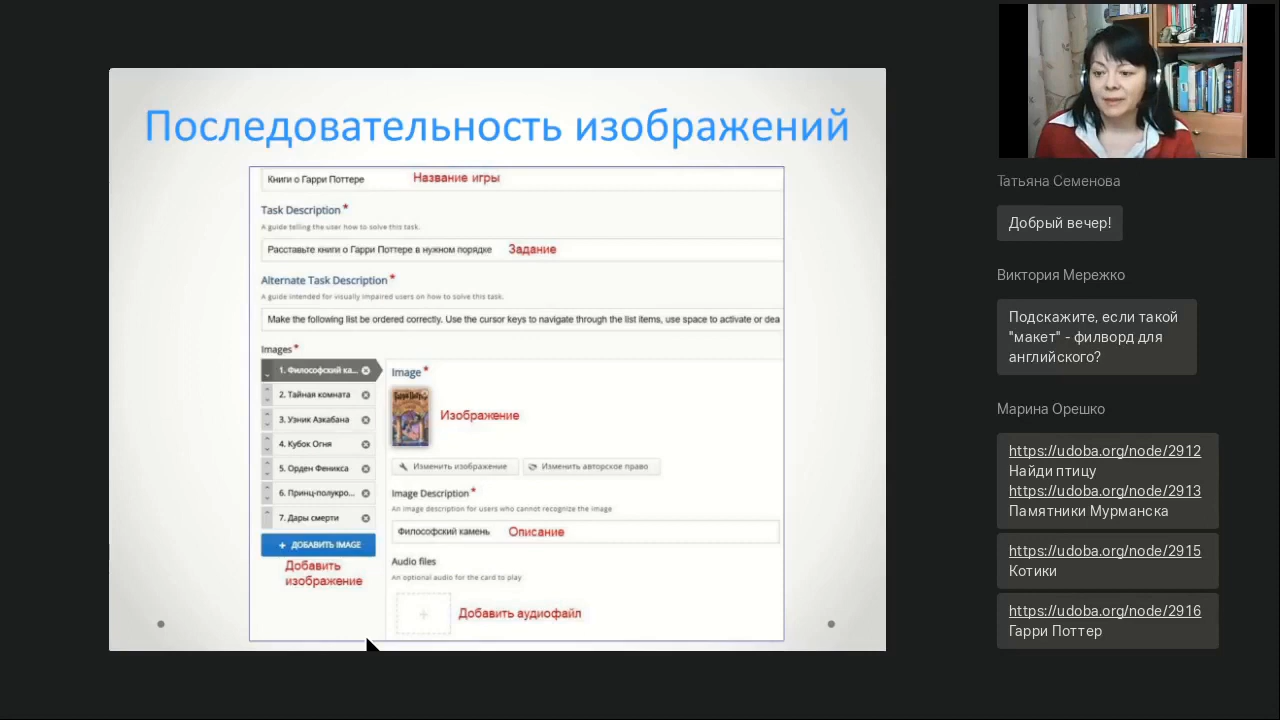 Последовательность изображений
Книги о Гарри Поттере
Название игры
Task Description *
A guide telling the user how to solve this task.
Расставьте книги о Гарри Поттере в нужном порядке
Задание
Alternate Task Description *
A guide intended for visually impaired users on how to solve this task.
Make the following list be ordered correctly. Use the cursor keys to navigate through the list items, use space to activate or dea
Images *
1. Философский ка...
2. Тайная комната
3. Узник Азкабана
4. Кубок Огня
5. Орден Феникса
6. Принц-полукро...
7. Дары смерти
+ ДОБАВИТЬ IMAGE
Добавить
изображение
Image *
Изображение
Изменить изображение
Изменить авторское право
Image Description *
An image description for users who cannot recognize the image
Философский камень
Описание
Audio files
An optional audio for the card to play
+
Добавить аудиофайл
Татьяна Семенова
Добрый вечер!
Виктория Мережко
Подскажите, если такой
"макет" - филворд для
английского?
Марина Орешко
https://udoba.org/node/2912
Найди птицу
https://udoba.org/node/2913
Памятники Мурманска
https://udoba.org/node/2915
Котики
https://udoba.org/node/2916
Гарри Поттер